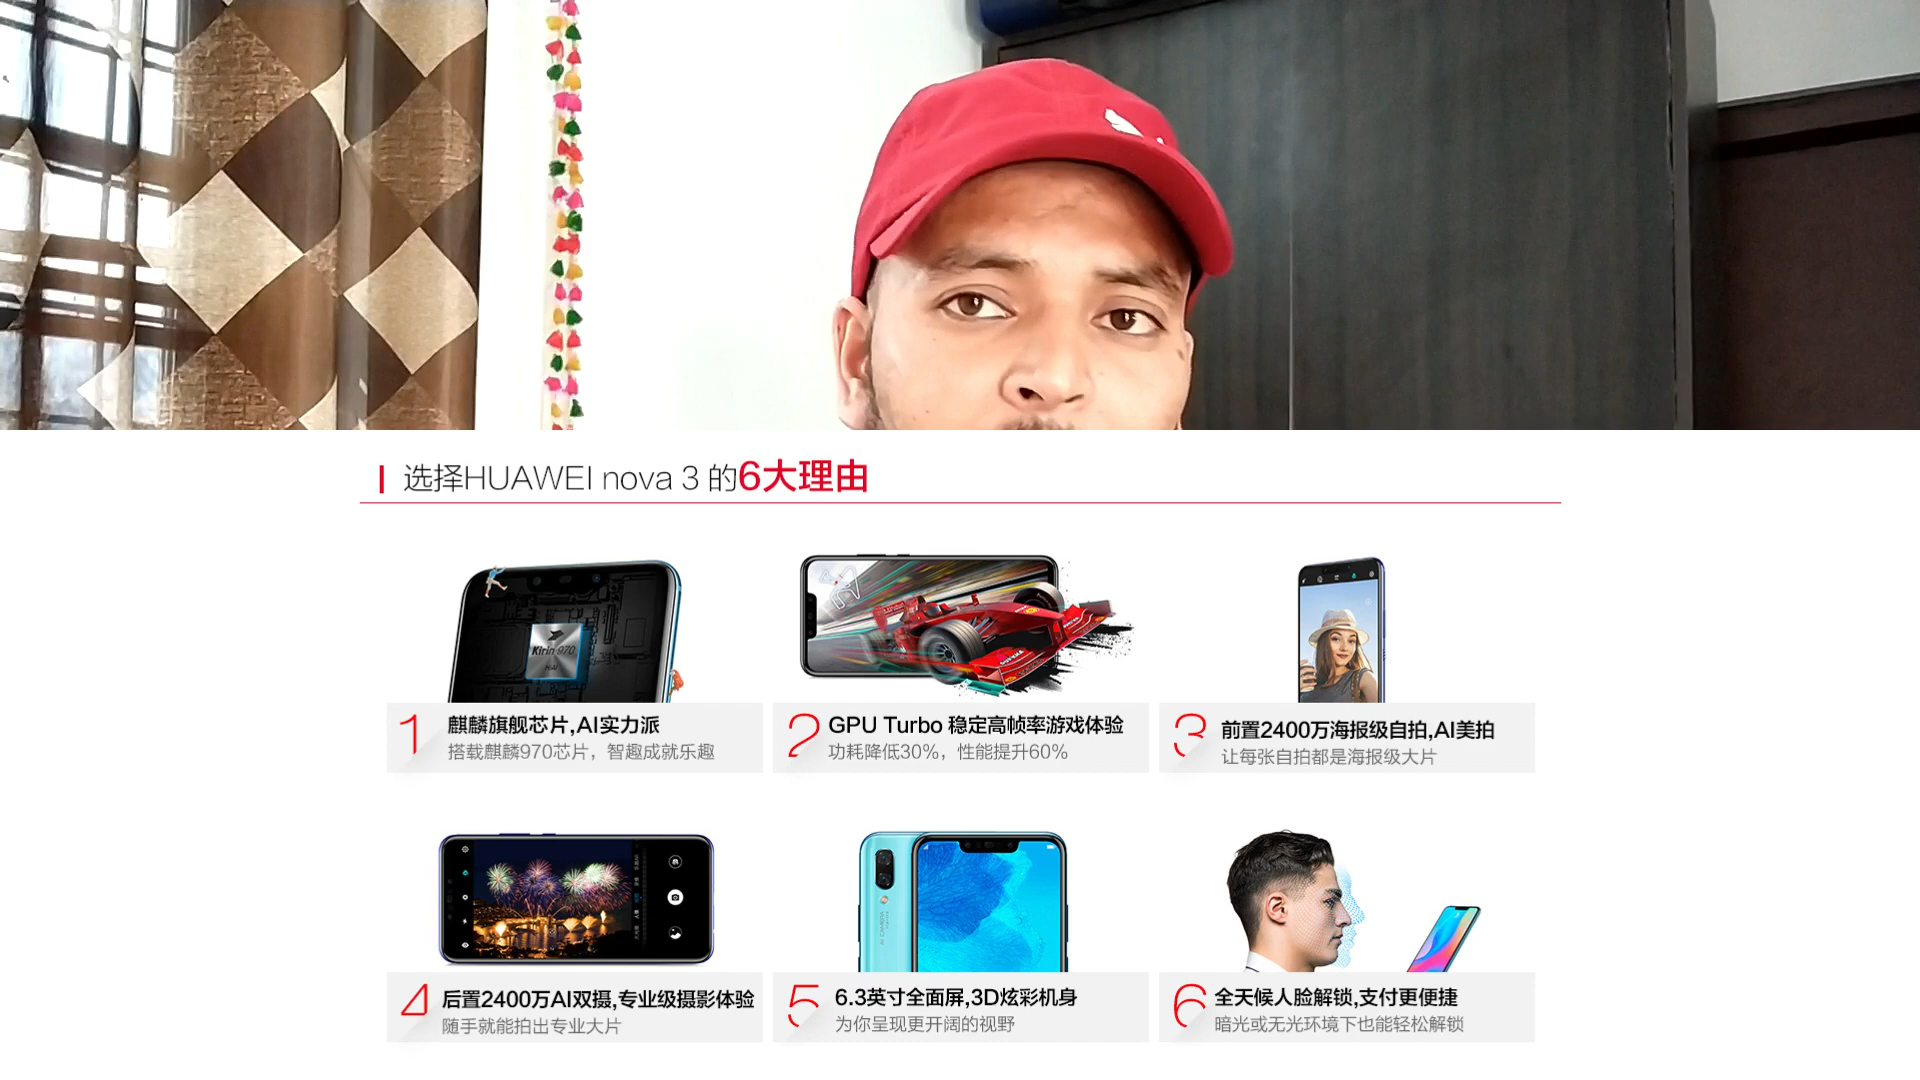 选择HUAWEI nova 3 的6大理由
Kirin 970
1 麒麟旗舰芯片,AI实力派
搭载麒麟970芯片，智趣成就乐趣
2 GPU Turbo 稳定高帧率游戏体验
功耗降低30%，性能提升60%
3 前置2400万海报级自拍,AI美拍
让每张自拍都是海报级大片
AI CAMERA
4 后置2400万AI双摄,专业级摄影体验
随手就能拍出专业大片
5 6.3英寸全面屏,3D炫彩机身
为你呈现更开阔的视野
6 全天候人脸解锁,支付更便捷
暗光或无光环境下也能轻松解锁